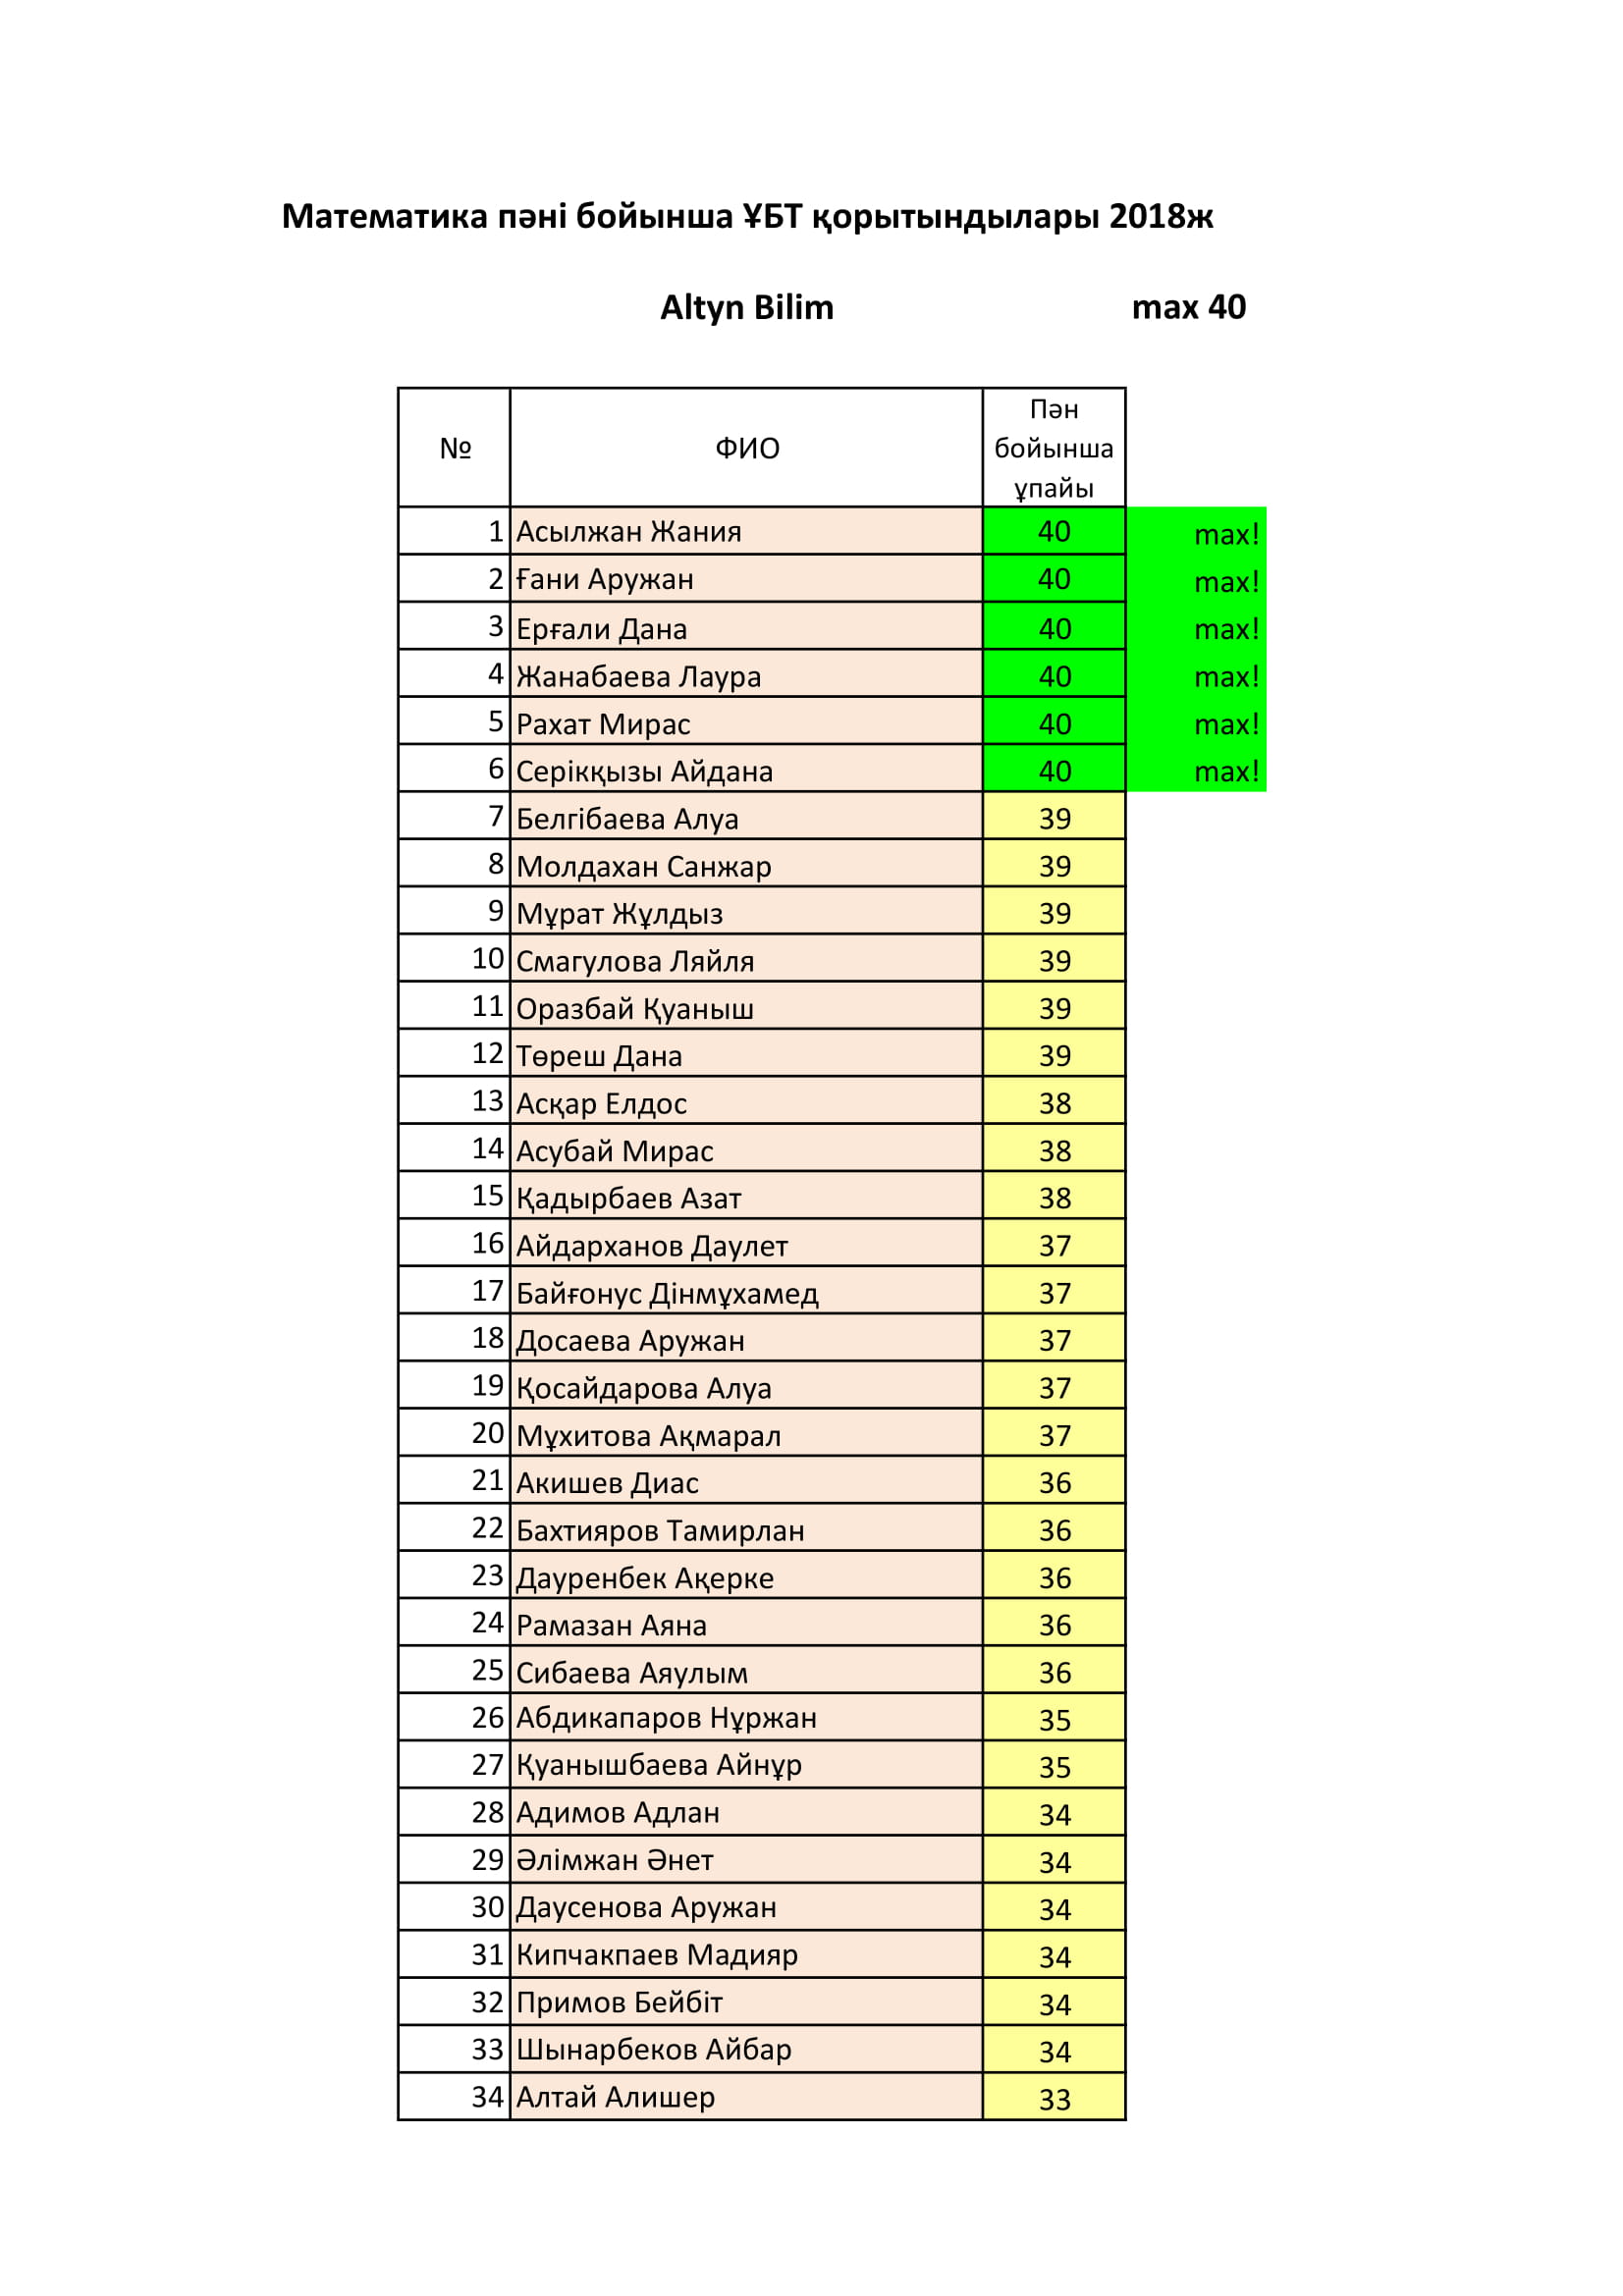 Математика пәні бойынша ҰБТ қорытындылары 2018ж
Altyn Bilim max 40
№ ФИО Пән бойынша ұпайы
1 Асылжан Жания 40 max!
2 Ғани Аружан 40 max!
3 Ерғали Дана 40 max!
4 Жанабаева Лаура 40 max!
5 Рахат Мирас 40 max!
6 Серікқызы Айдана 40 max!
7 Белгібаева Алуа 39
8 Молдахан Санжар 39
9 Мұрат Жұлдыз 39
10 Смагулова Ляйля 39
11 Оразбай Қуаныш 39
12 Төреш Дана 39
13 Асқар Елдос 38
14 Асубай Мирас 38
15 Қадырбаев Азат 38
16 Айдарханов Даулет 37
17 Байғонус Дінмұхамед 37
18 Досаева Аружан 37
19 Қосайдарова Алуа 37
20 Мұхитова Ақмарал 37
21 Акишев Диас 36
22 Бахтияров Тамирлан 36
23 Дауренбек Ақерке 36
24 Рамазан Аяна 36
25 Сибаева Аяулым 36
26 Абдикапаров Нұржан 35
27 Қуанышбаева Айнұр 35
28 Адимов Адлан 34
29 Әлімжан Әнет 34
30 Даусенова Аружан 34
31 Кипчакпаев Мадияр 34
32 Примов Бейбіт 34
33 Шынарбеков Айбар 34
34 Алтай Алишер 33